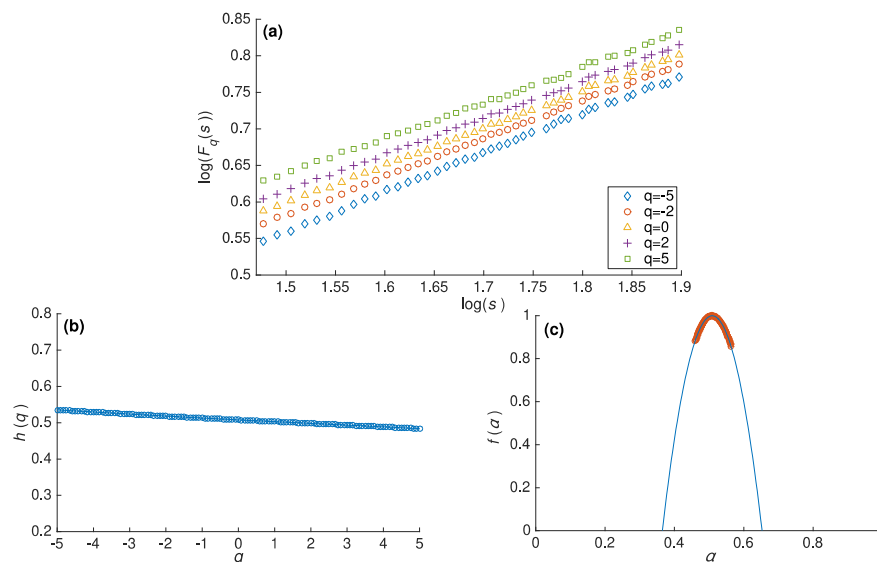 (a)
0.85
0.8
0.75
0.7
0.65
0.6
0.55
0.5
log(F_q(s))
1.5 1.55 1.6 1.65 1.7 1.75 1.8 1.85 1.9
log(s)
q=-5
q=-2
q=0
q=2
q=5
(b)
0.8
0.7
0.6
0.5
0.4
0.3
0.2
h(q)
-5 -4 -3 -2 -1 0 1 2 3 4 5
q
(c)
1
0.8
0.6
0.4
0.2
0
f(α)
0 0.2 0.4 0.6 0.8
α